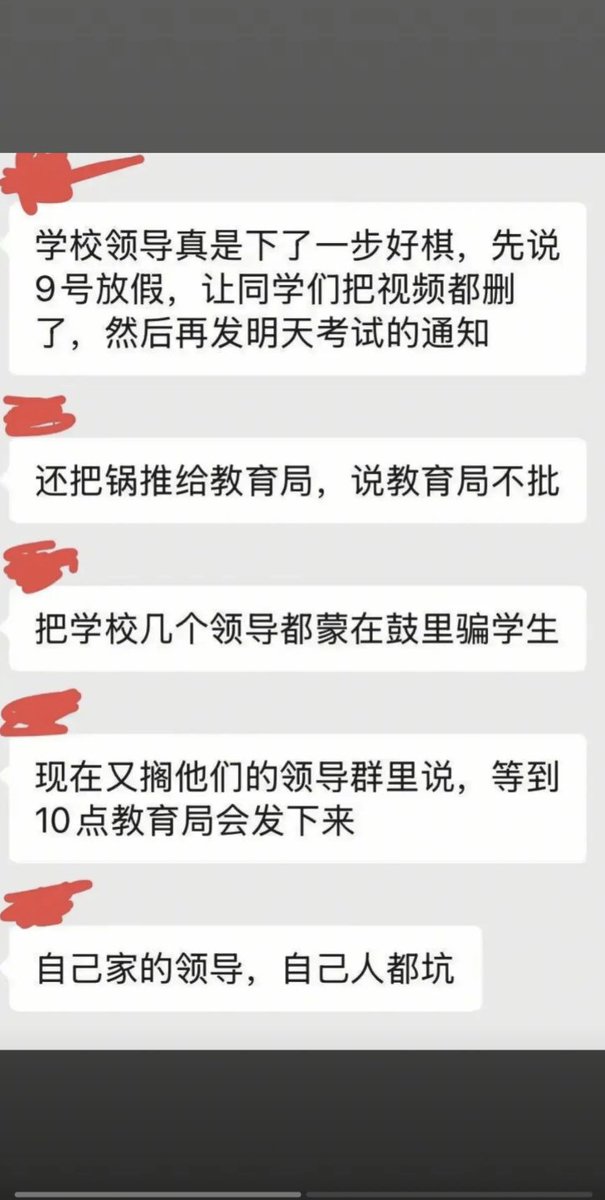 学校领导真是下了一步好棋，先说
9号放假，让同学们把视频都删
了，然后再发明天考试的通知
还把锅推给教育局，说教育局不批
把学校几个领导都蒙在鼓里骗学生
现在又搁他们的领导群里说，等到
10点教育局会发下来
自己家的领导，自己人都坑